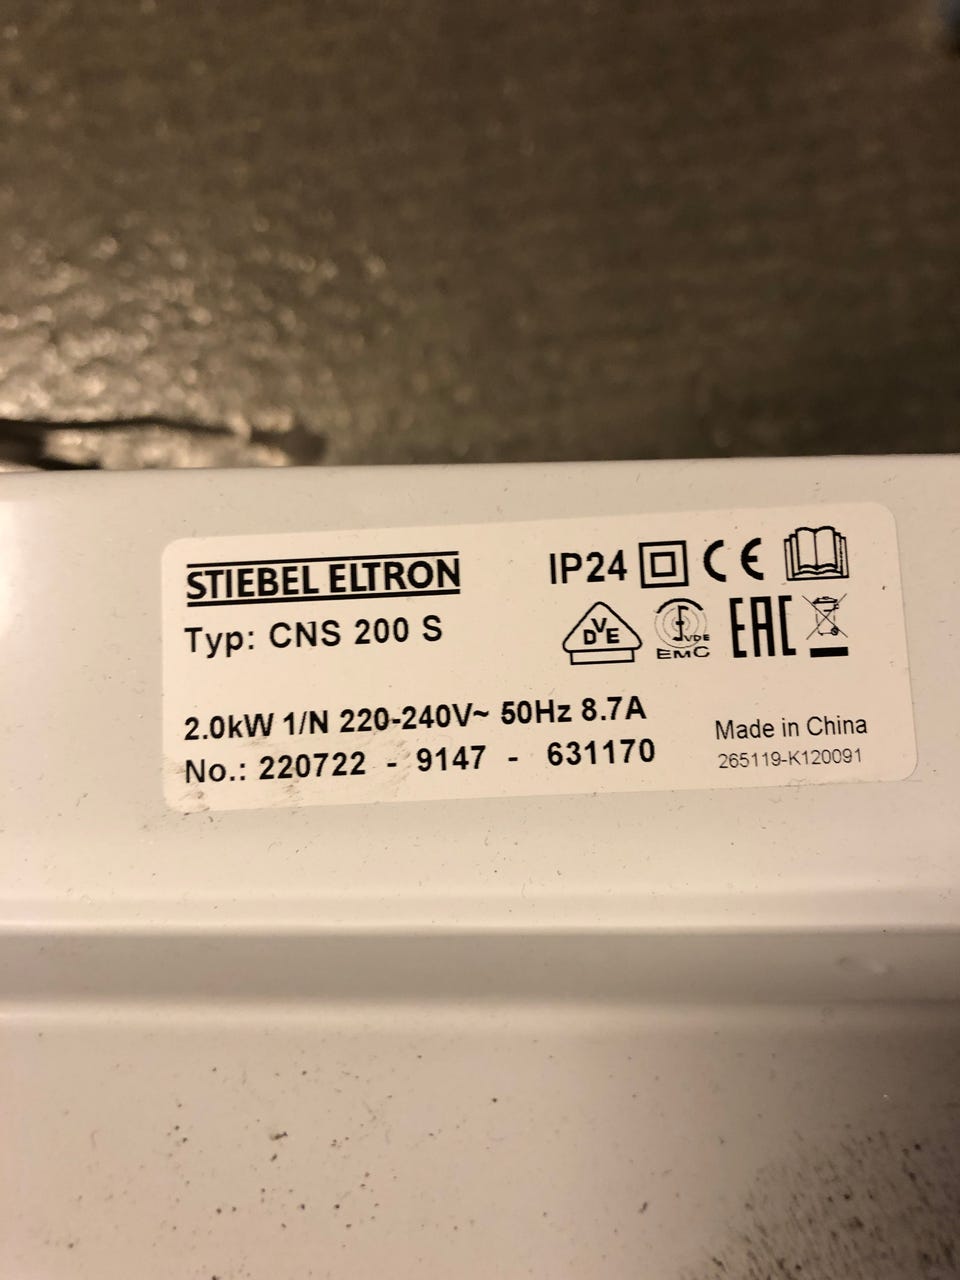 STIEBEL ELTRON
Typ: CNS 200 S
2.0kW 1/N 220-240V~ 50Hz 8.7A
No.: 220722 - 9147 - 631170
IP24 CE
DVE VDE
EMC EAC
Made in China
265119-K120091